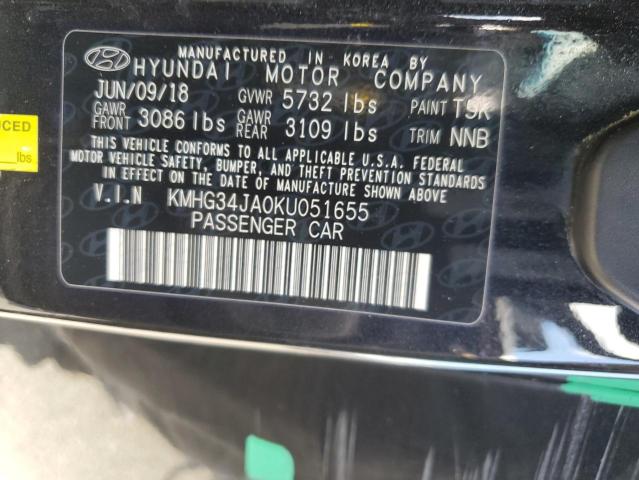 MANUFACTURED IN KOREA BY
HYUNDAI MOTOR COMPANY
JUN/09/18 GVWR 5732 lbs PAINT T5K
GAWR FRONT 3086 lbs GAWR REAR 3109 lbs TRIM NNB
THIS VEHICLE CONFORMS TO ALL APPLICABLE U.S.A. FEDERAL
MOTOR VEHICLE SAFETY, BUMPER, AND THEFT PREVENTION STANDARDS
IN EFFECT ON THE DATE OF MANUFACTURE SHOWN ABOVE.
V.I.N KMHG34JA0KU051655
PASSENGER CAR
NCED
lbs